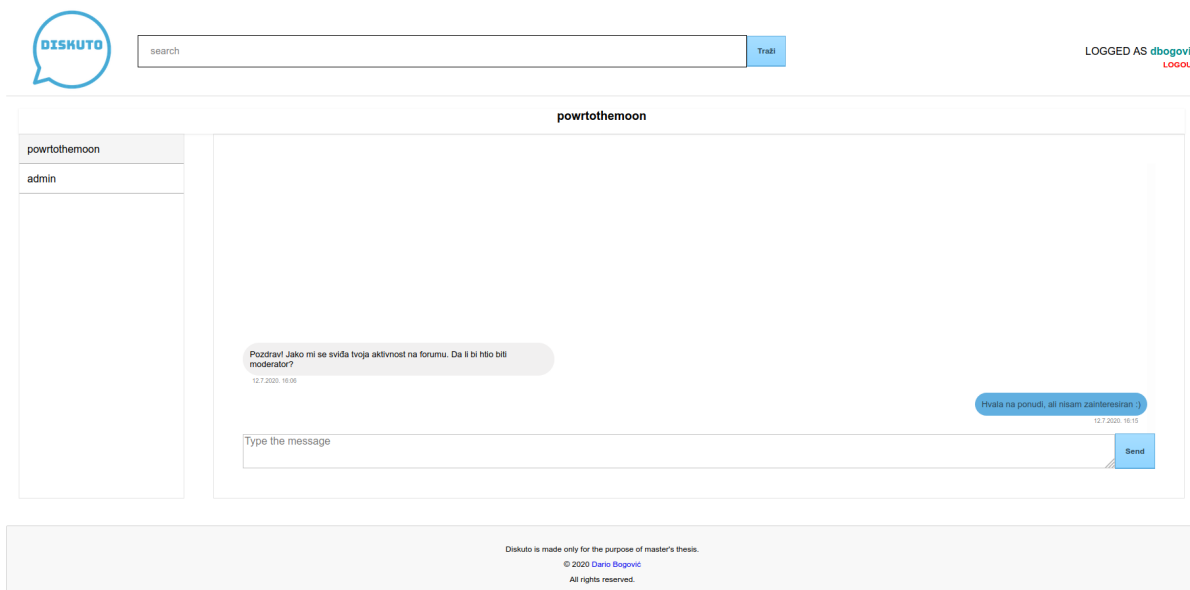 DISKUTO
search
Traži
LOGGED AS dbogovi
LOGOU
powrtothemoon
powrtothemoon
admin
Pozdrav! Jako mi se sviđa tvoja aktivnost na forumu. Da li bi htio biti
moderator?
12.7.2020. 16:06
Hvala na ponudi, ali nisam zainteresiran :)
12.7.2020. 16:15
Type the message
Send
Diskuto is made only for the purpose of master's thesis.
© 2020 Dario Bogović
All rights reserved.